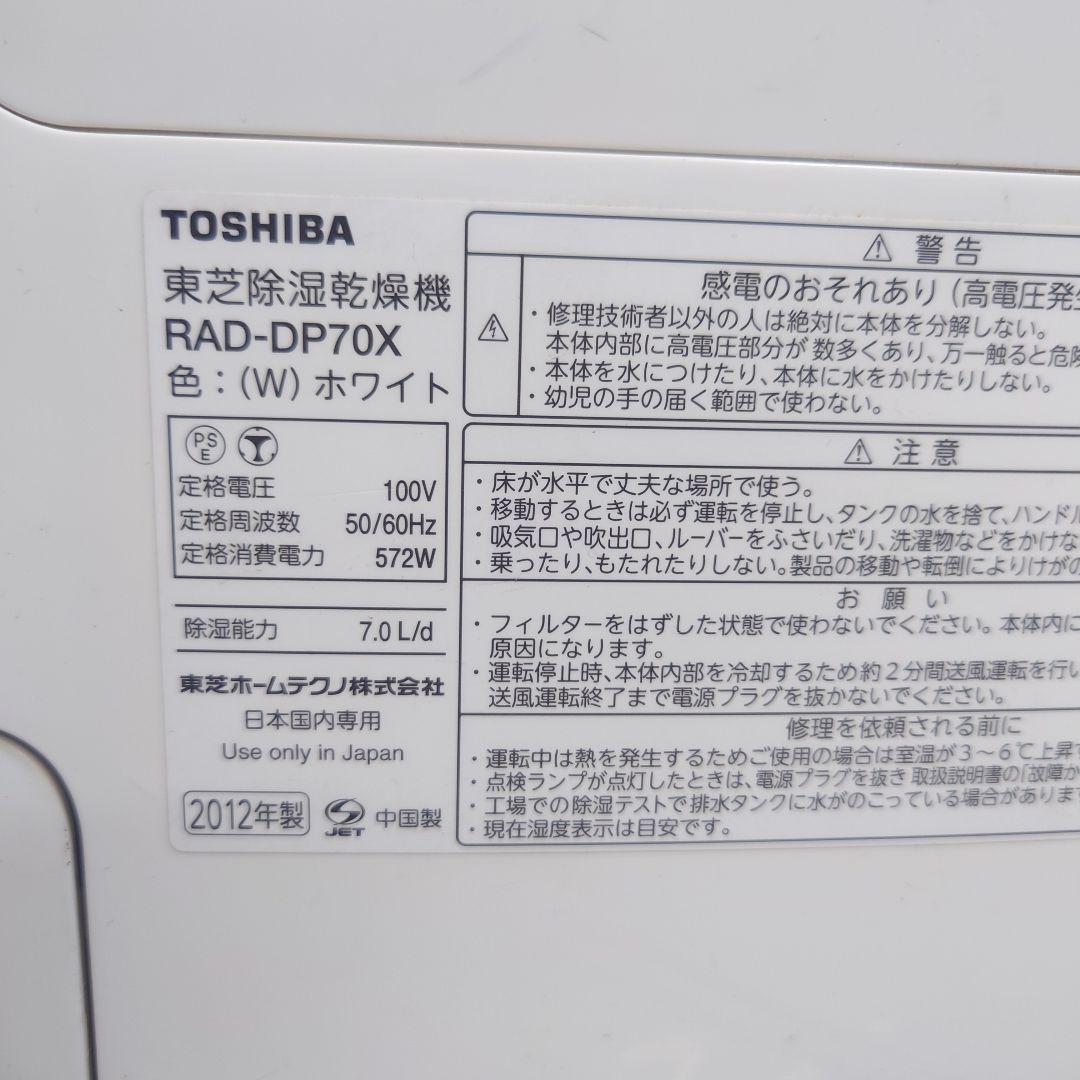 TOSHIBA
東芝除湿乾燥機
RAD-DP70X
色:(W) ホワイト
PS
E
定格電圧 100V
定格周波数 50/60Hz
定格消費電力 572W
除湿能力 7.0 L/d
東芝ホームテクノ株式会社
日本国内専用
Use only in Japan
2012年製 JET 中国製
警告
感電のおそれあり (高電圧発生
・修理技術者以外の人は絶対に本体を分解しない。
本体内部に高電圧部分が 数多くあり、万一触ると危険
・本体を水につけたり、本体に水をかけたりしない。
・幼児の手の届く範囲で使わない。
注意
・床が水平で丈夫な場所で使う。
・移動するときは必ず運転を停止し、タンクの水を捨て、ハンドル
・吸気口や吹出口、ルーバーをふさいだり、洗濯物などをかけな
・乗ったり、もたれたりしない。製品の移動や転倒によりけがの
お願い
・フィルターをはずした状態で使わないでください。本体内に
原因になります。
・運転停止時、本体内部を冷却するため約2分間送風運転を行い
送風運転終了まで電源プラグを抜かないでください。
修理を依頼される前に
・運転中は熱を発生するためご使用の場合は室温が3〜6℃上昇す
・点検ランプが点灯したときは、電源プラグを抜き 取扱説明書の「故障か
・工場での除湿テストで排水タンクに水がのこっている場合がありま
・現在湿度表示は目安です。